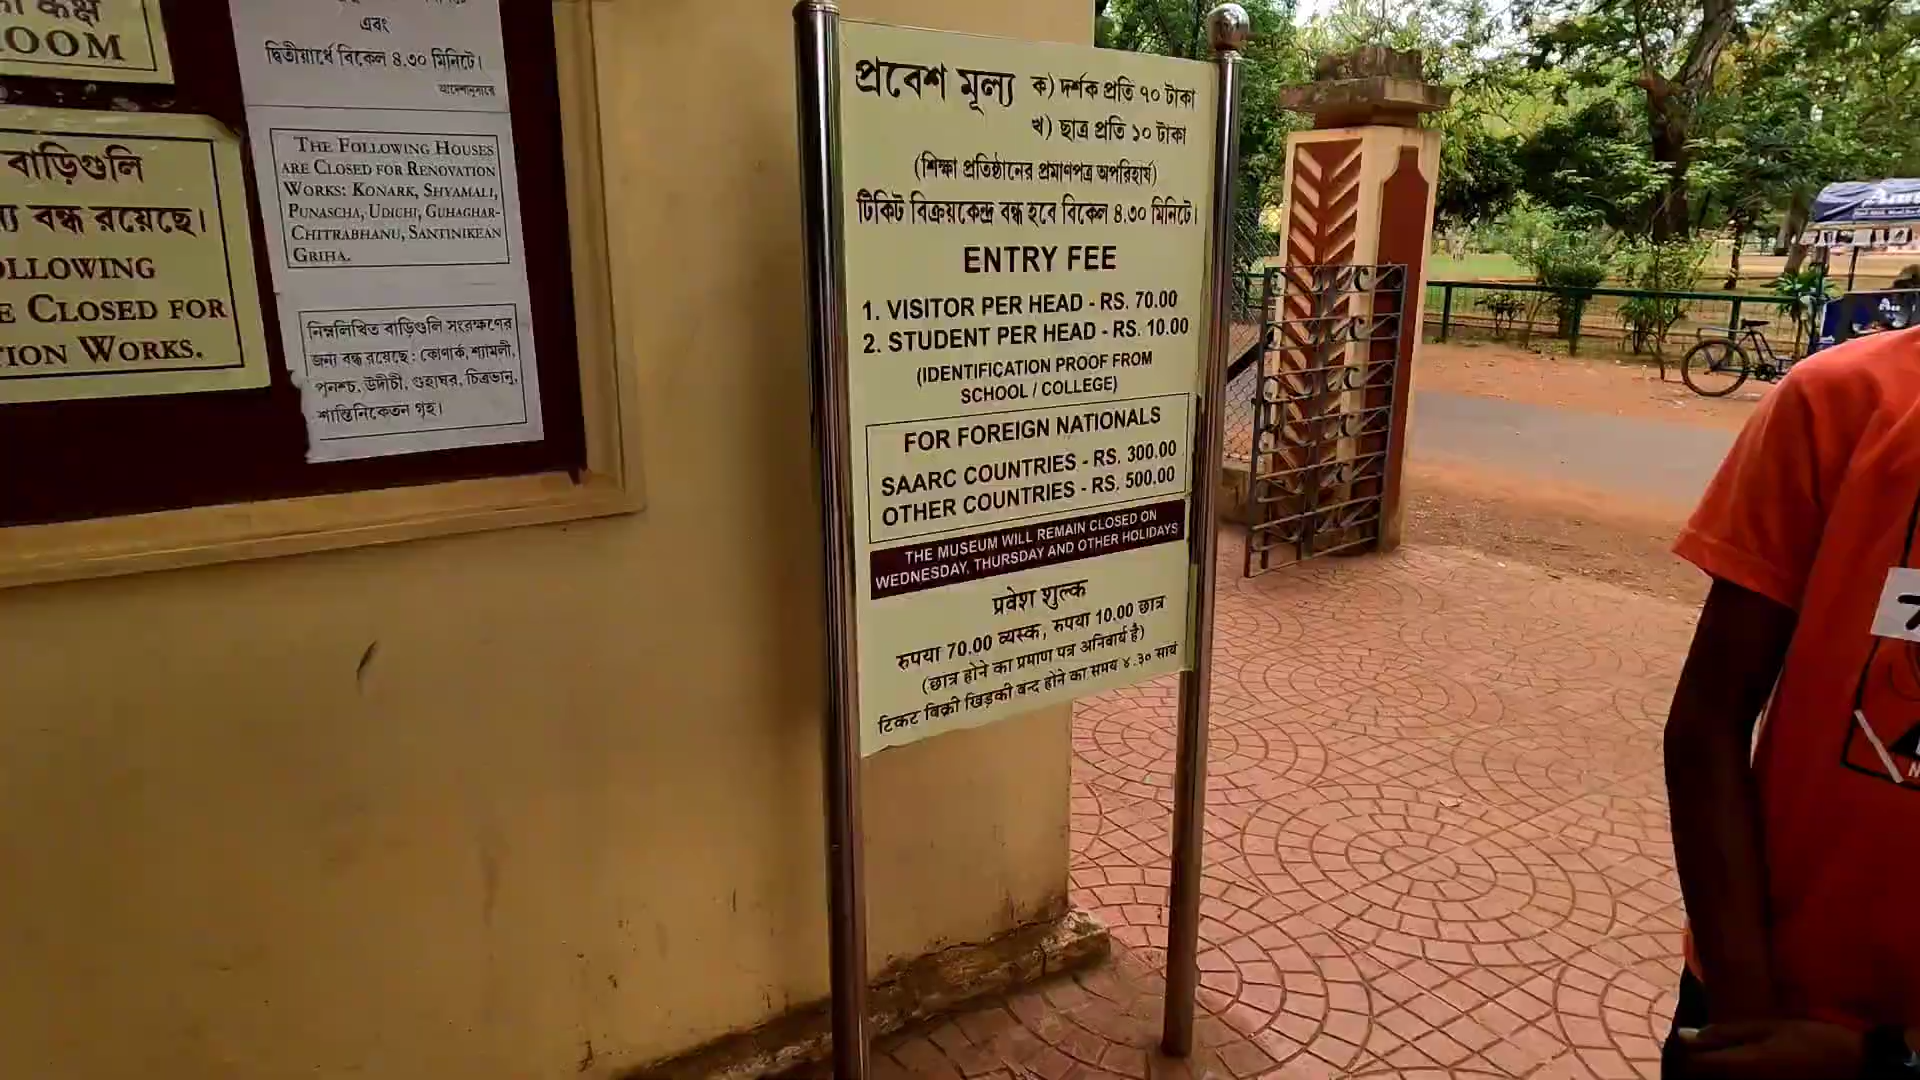 कक्ष
OOM
বাড়িগুলি
বন্ধ রয়েছে।
OLLOWING
E CLOSED FOR
TION WORKS.
এবং
দ্বিতীয়ার্ধে বিকেল ৪.৩০ মিনিটে।
আদেশানুসারে
THE FOLLOWING HOUSES
ARE CLOSED FOR RENOVATION
WORKS: KONARK, SHYAMALI,
PUNASCHA, UDICHI, GUHAGHAR-
CHITRABHANU, SANTINIKEAN
GRIHA.
নিম্নলিখিত বাড়িগুলি সংরক্ষণের
জন্য বন্ধ রয়েছে : কোণার্ক, শ্যামলী,
পুনশ্চ, উদীচী, গুহাঘর, চিত্রভানু,
শান্তিনিকেতন গৃহ।
প্রবেশ মূল্য ক) দর্শক প্রতি ৭০ টাকা
খ) ছাত্র প্রতি ১০ টাকা
(শিক্ষা প্রতিষ্ঠানের প্রমাণপত্র অপরিহার্য)
টিকিট বিক্রয়কেন্দ্র বন্ধ হবে বিকেল ৪.৩০ মিনিটে।
ENTRY FEE
1. VISITOR PER HEAD - RS. 70.00
2. STUDENT PER HEAD - RS. 10.00
(IDENTIFICATION PROOF FROM
SCHOOL / COLLEGE)
FOR FOREIGN NATIONALS
SAARC COUNTRIES - RS. 300.00
OTHER COUNTRIES - RS. 500.00
THE MUSEUM WILL REMAIN CLOSED ON
WEDNESDAY, THURSDAY AND OTHER HOLIDAYS
प्रवेश शुल्क
रुपया 70.00 व्यस्क, रुपया 10.00 छात्र
(छात्र होने का प्रमाण पत्र अनिवार्य है)
टिकट बिक्री खिड़की बन्द होने का समय ४.३० सायं